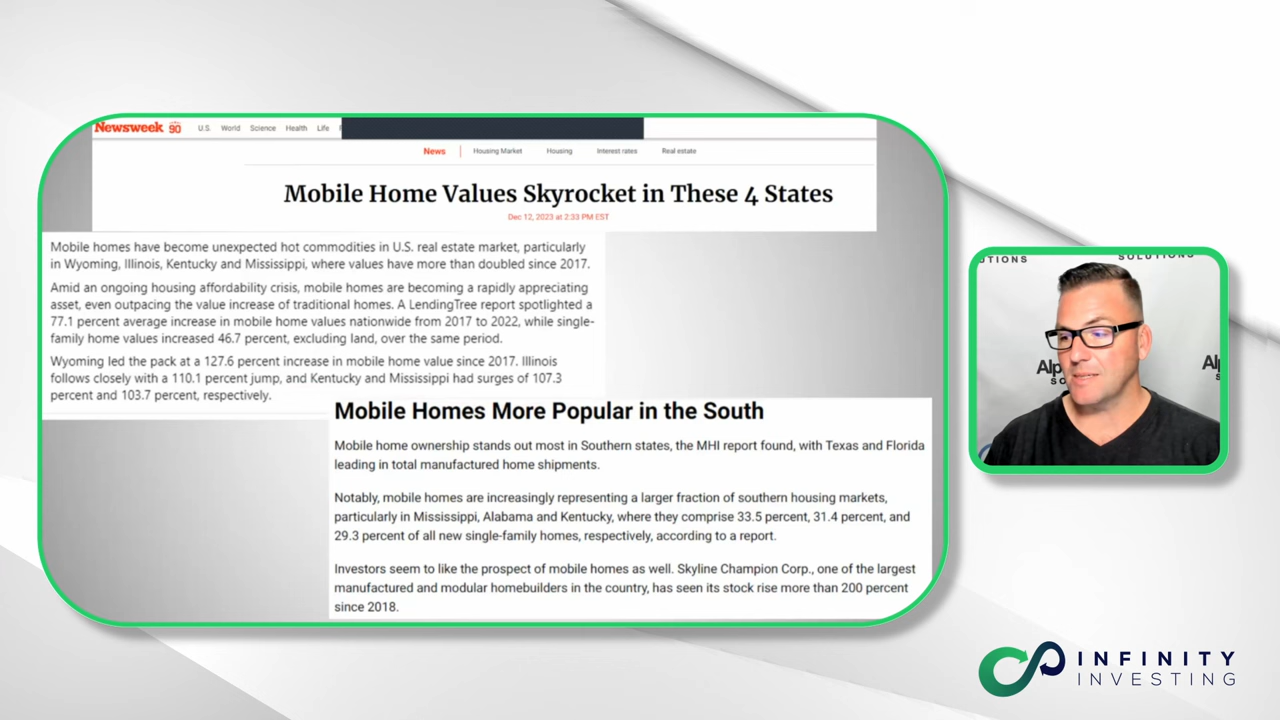 Newsweek 90
U.S. World Science Health Life
News Housing Market Housing Interest rates Real estate
Mobile Home Values Skyrocket in These 4 States
Dec 12, 2023 at 2:33 PM EST
Mobile homes have become unexpected hot commodities in U.S. real estate market, particularly
in Wyoming, Illinois, Kentucky and Mississippi, where values have more than doubled since 2017.
Amid an ongoing housing affordability crisis, mobile homes are becoming a rapidly appreciating
asset, even outpacing the value increase of traditional homes. A LendingTree report spotlighted a
77.1 percent average increase in mobile home values nationwide from 2017 to 2022, while single-
family home values increased 46.7 percent, excluding land, over the same period.
Wyoming led the pack at a 127.6 percent increase in mobile home value since 2017. Illinois
follows closely with a 110.1 percent jump, and Kentucky and Mississippi had surges of 107.3
percent and 103.7 percent, respectively.
Mobile Homes More Popular in the South
Mobile home ownership stands out most in Southern states, the MHI report found, with Texas and Florida
leading in total manufactured home shipments.
Notably, mobile homes are increasingly representing a larger fraction of southern housing markets,
particularly in Mississippi, Alabama and Kentucky, where they comprise 33.5 percent, 31.4 percent, and
29.3 percent of all new single-family homes, respectively, according to a report.
Investors seem to like the prospect of mobile homes as well. Skyline Champion Corp., one of the largest
manufactured and modular homebuilders in the country, has seen its stock rise more than 200 percent
since 2018.
UTIONS SOLUTIONS
Alp Al
SO S
INFINITY
INVESTING